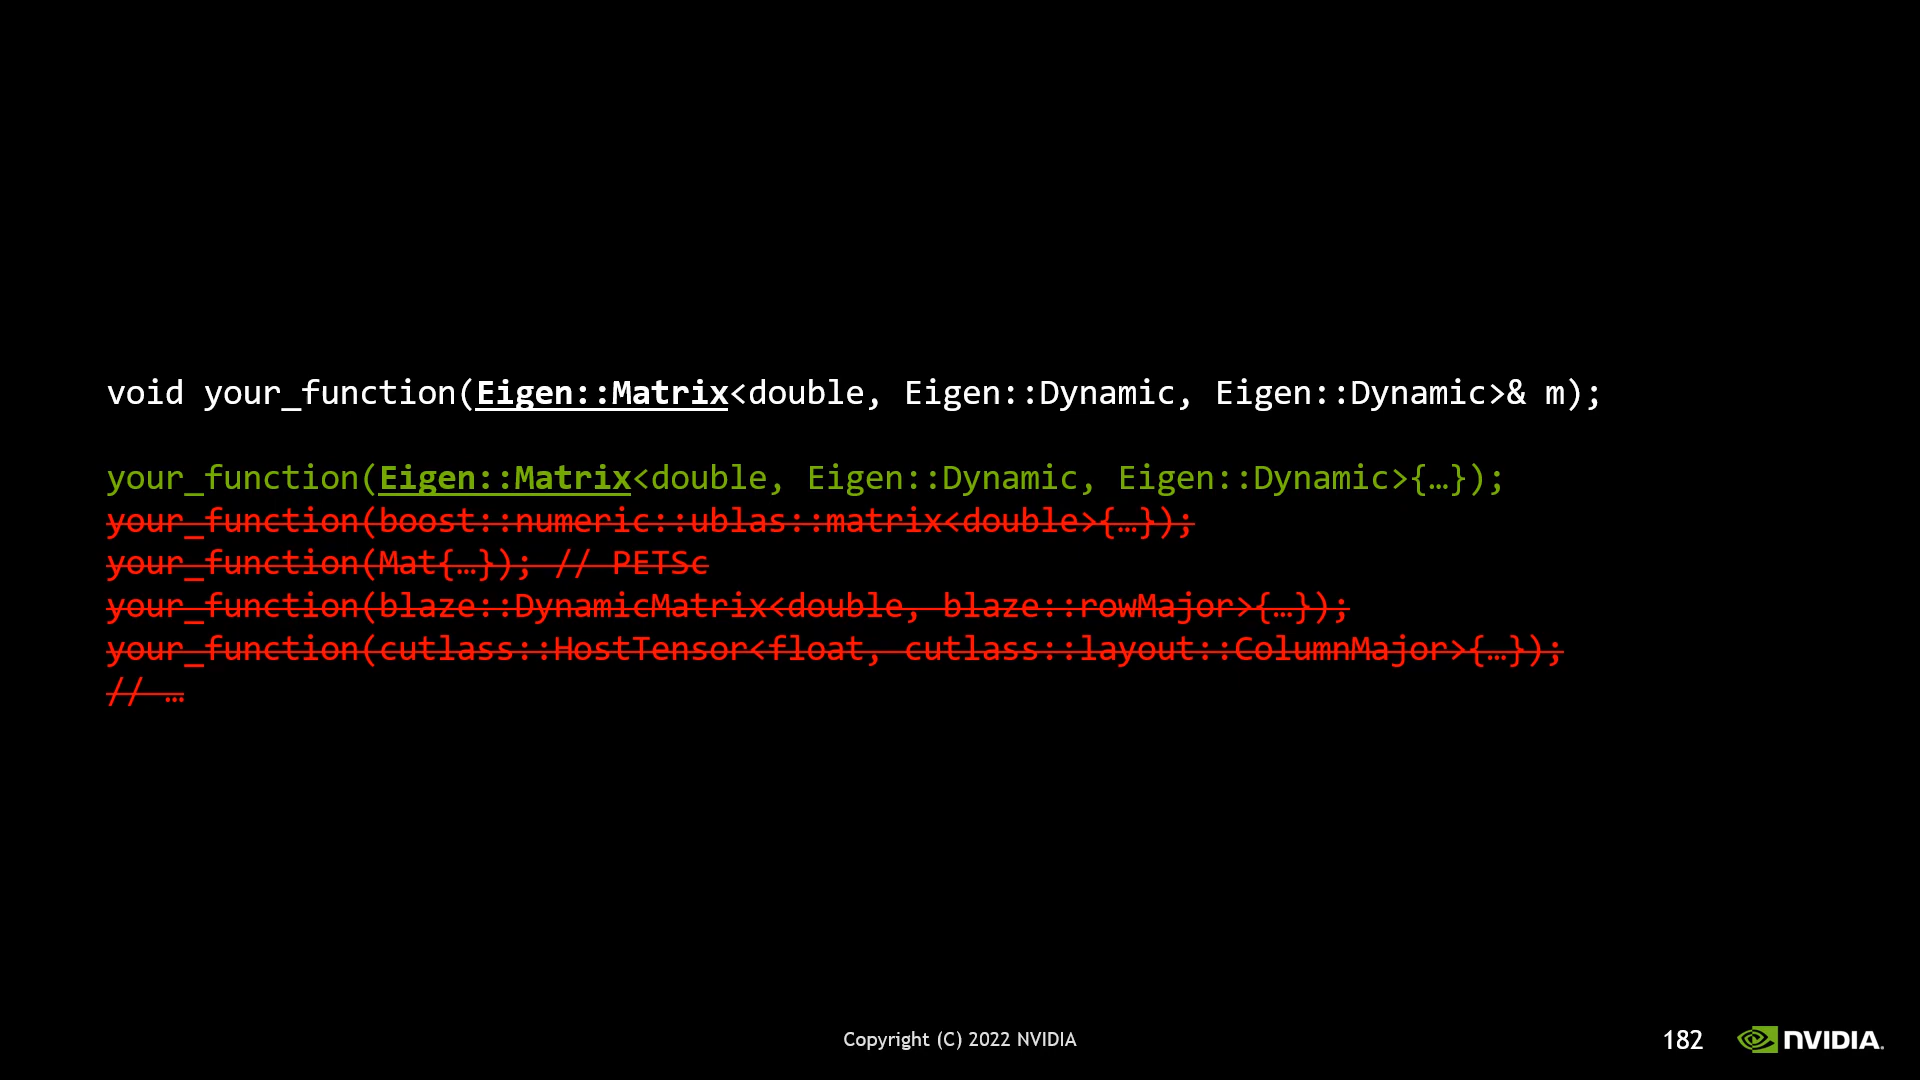 void your_function(Eigen::Matrix<double, Eigen::Dynamic, Eigen::Dynamic>& m);
your_function(Eigen::Matrix<double, Eigen::Dynamic, Eigen::Dynamic>{…});
your_function(boost::numeric::ublas::matrix<double>{…});
your_function(Mat{…}); // PETSc
your_function(blaze::DynamicMatrix<double, blaze::rowMajor>{…});
your_function(cutlass::HostTensor<float, cutlass::layout::ColumnMajor>{…});
// …
Copyright (C) 2022 NVIDIA
182
NVIDIA.